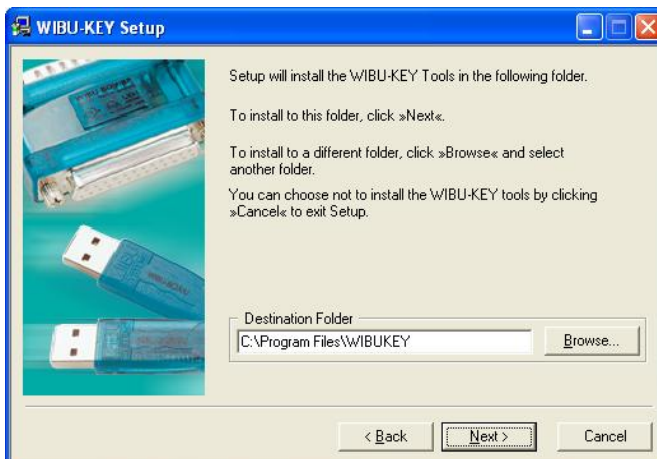 WIBU-KEY Setup
Setup will install the WIBU-KEY Tools in the following folder.
To install to this folder, click »Next«.
To install to a different folder, click »Browse« and select
another folder.
You can choose not to install the WIBU-KEY tools by clicking
»Cancel« to exit Setup.
Destination Folder
C:\Program Files\WIBUKEY
Browse...
< Back
Next >
Cancel